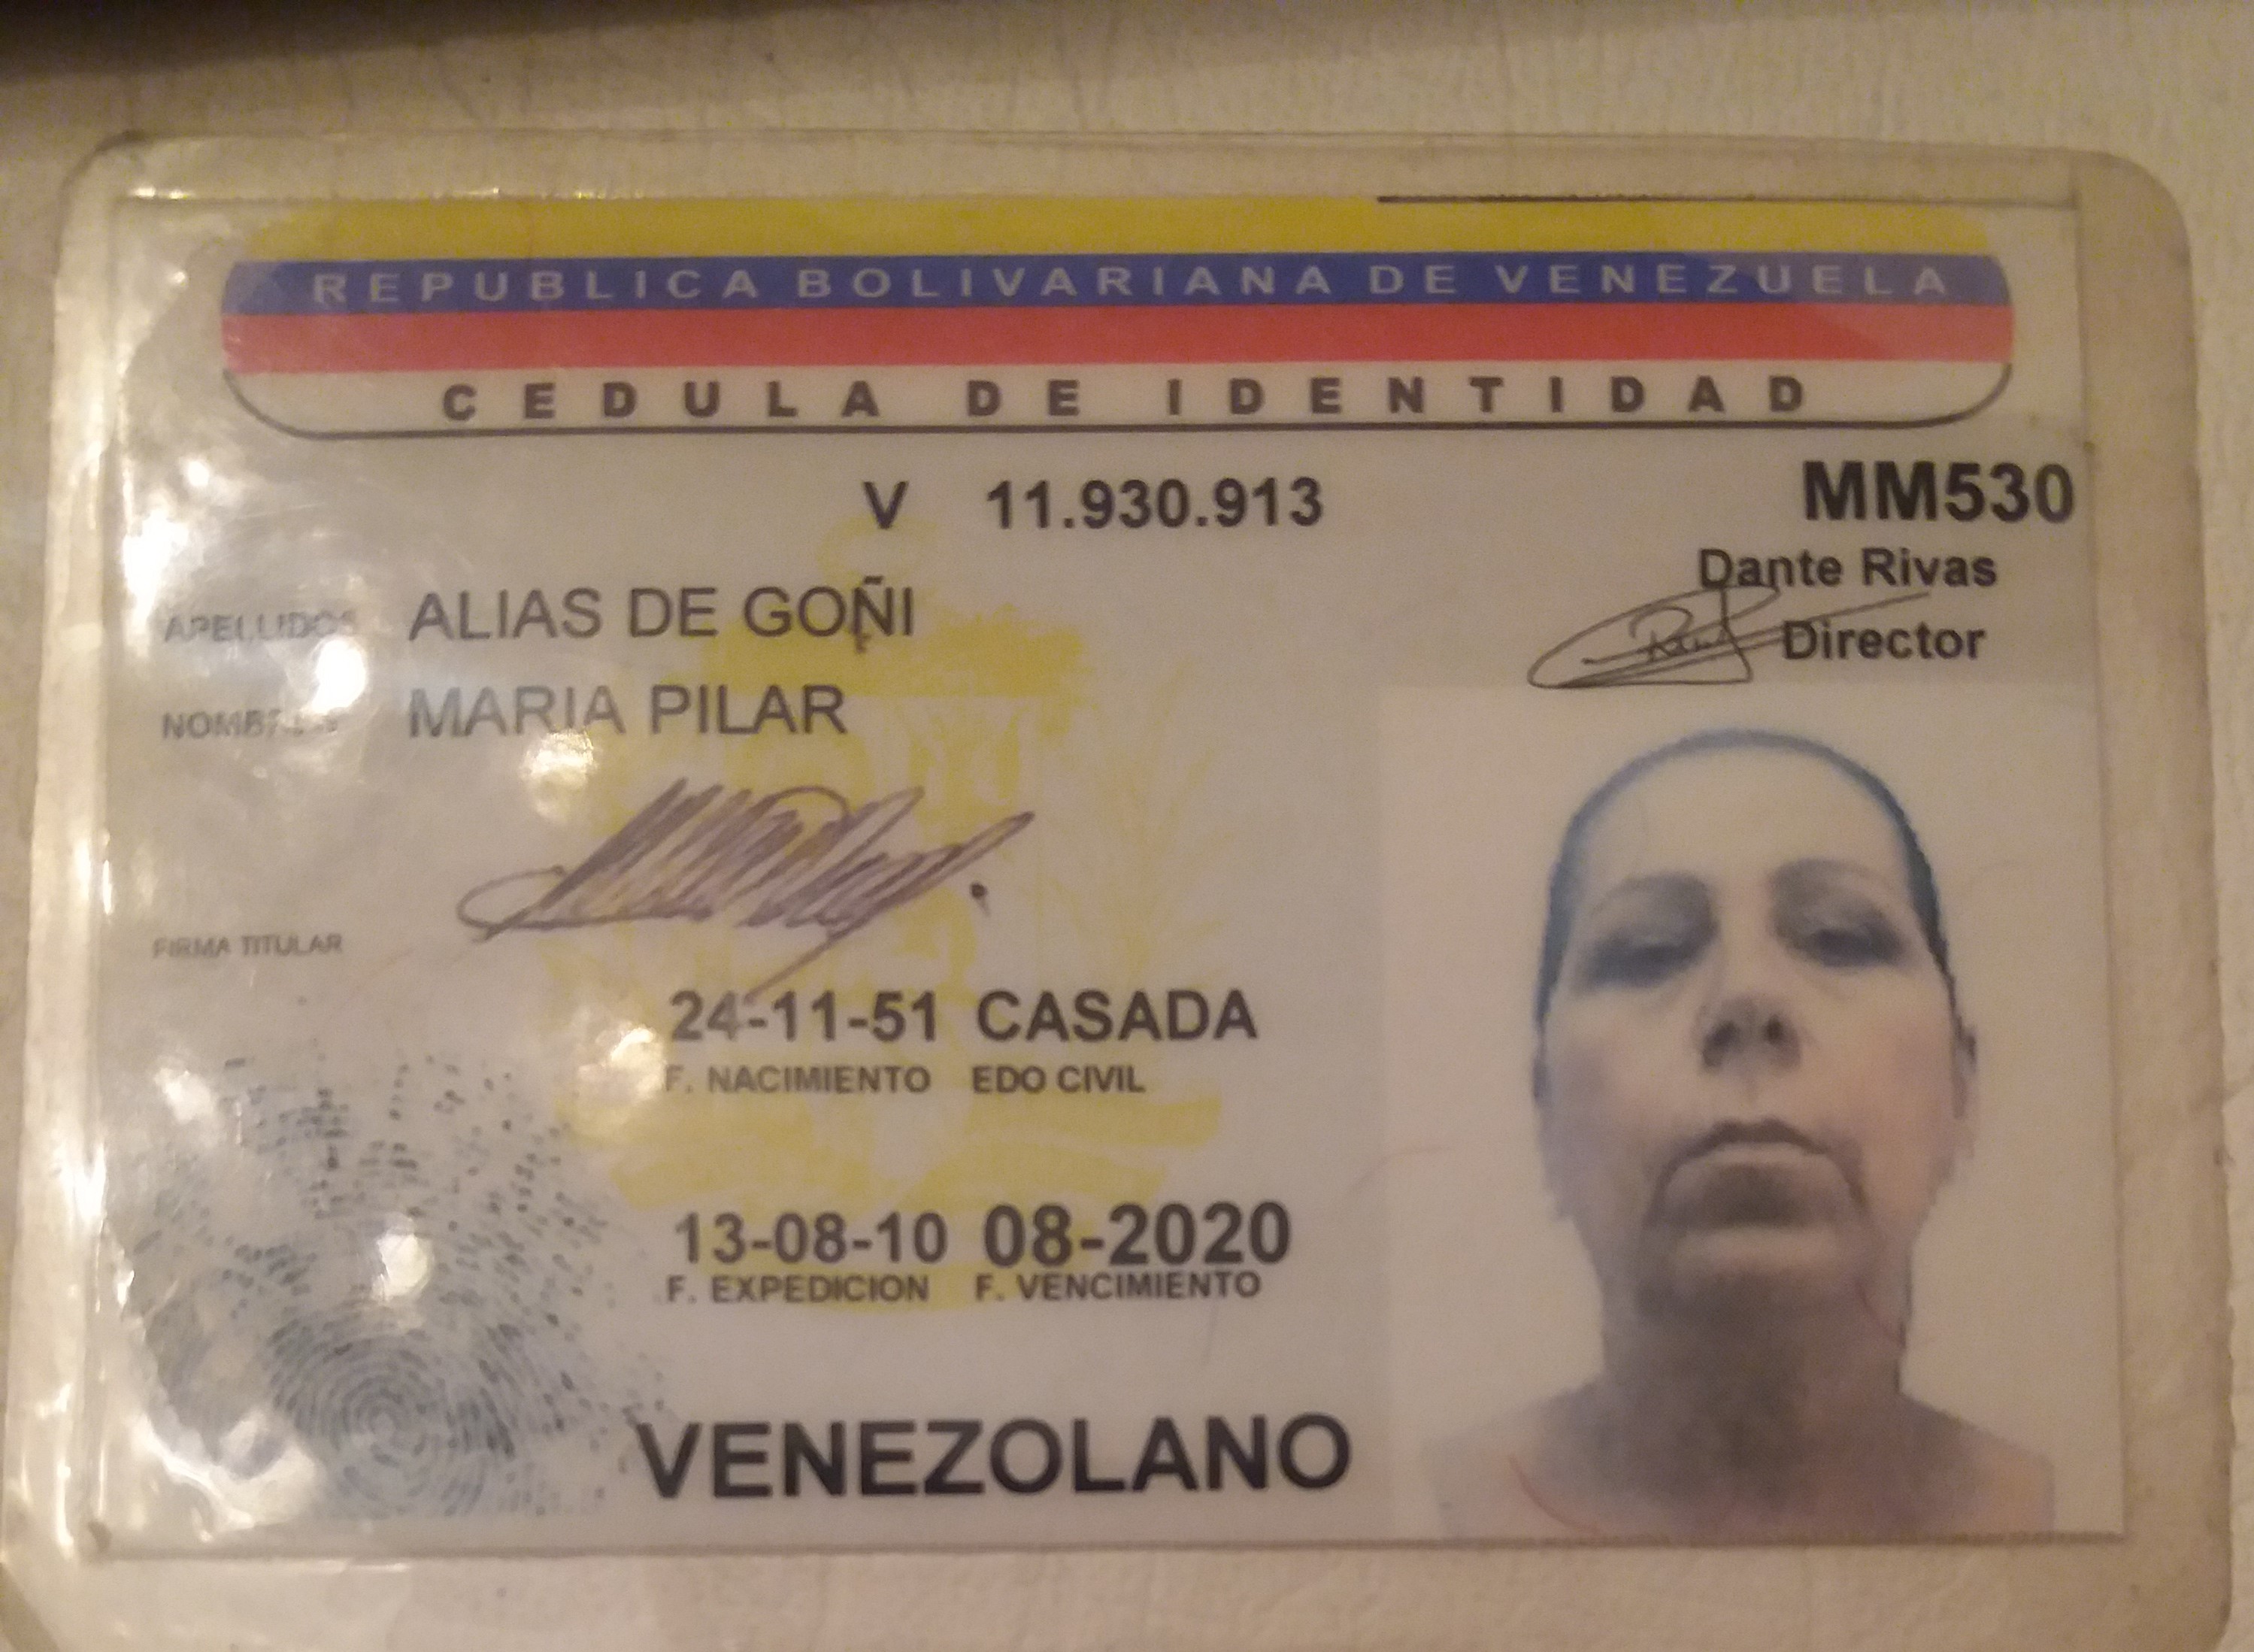 REPUBLICA BOLIVARIANA DE VENEZUELA
CEDULA DE IDENTIDAD
V 11.930.913
MM530
Dante Rivas
Director
APELLIDOS ALIAS DE GOÑI
NOMBRES MARIA PILAR
FIRMA TITULAR
24-11-51 CASADA
F. NACIMIENTO EDO CIVIL
13-08-10 08-2020
F. EXPEDICION F. VENCIMIENTO
VENEZOLANO